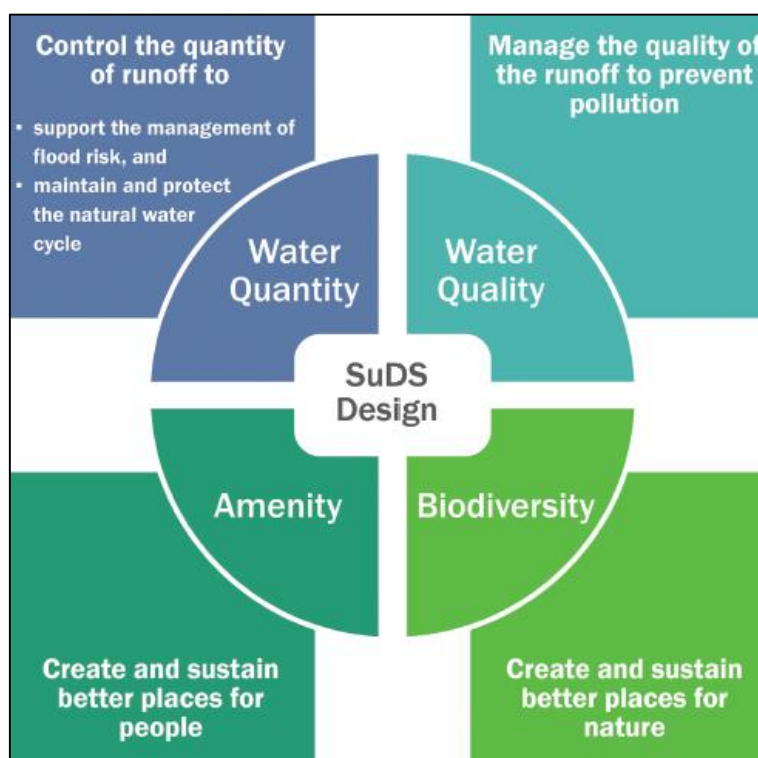 Control the quantity
of runoff to
• support the management of
flood risk, and
• maintain and protect
the natural water
cycle
Manage the quality of
the runoff to prevent
pollution
Water
Quantity
Water
Quality
SuDS
Design
Amenity
Biodiversity
Create and sustain
better places for
people
Create and sustain
better places for
nature